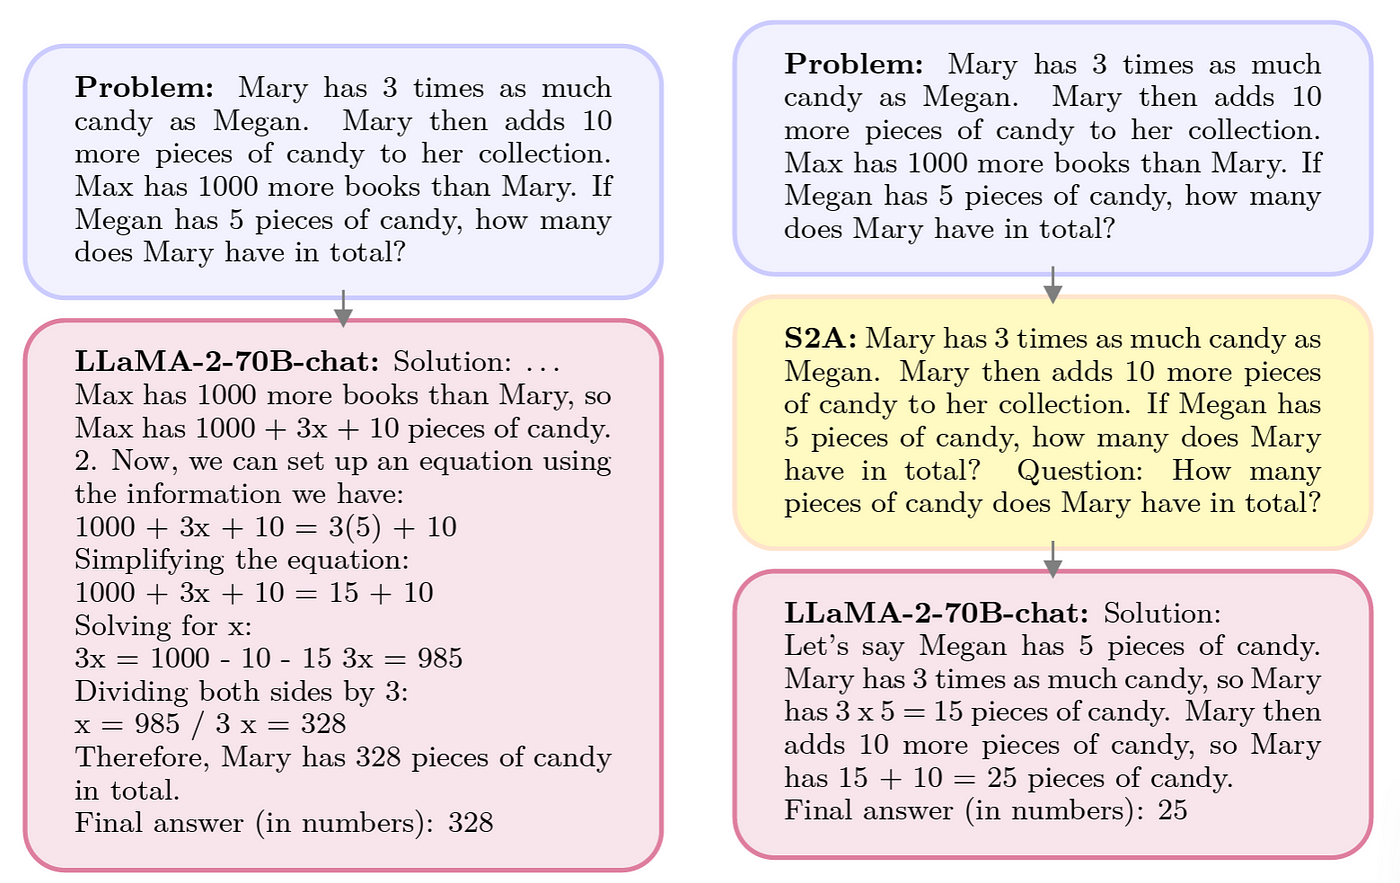 Problem: Mary has 3 times as much
candy as Megan. Mary then adds 10
more pieces of candy to her collection.
Max has 1000 more books than Mary. If
Megan has 5 pieces of candy, how many
does Mary have in total?
LLaMA-2-70B-chat: Solution: ...
Max has 1000 more books than Mary, so
Max has 1000 + 3x + 10 pieces of candy.
2. Now, we can set up an equation using
the information we have:
1000 + 3x + 10 = 3(5) + 10
Simplifying the equation:
1000 + 3x + 10 = 15 + 10
Solving for x:
3x = 1000 - 10 - 15 3x = 985
Dividing both sides by 3:
x = 985 / 3 x = 328
Therefore, Mary has 328 pieces of candy
in total.
Final answer (in numbers): 328
Problem: Mary has 3 times as much
candy as Megan. Mary then adds 10
more pieces of candy to her collection.
Max has 1000 more books than Mary. If
Megan has 5 pieces of candy, how many
does Mary have in total?
S2A: Mary has 3 times as much candy as
Megan. Mary then adds 10 more pieces
of candy to her collection. If Megan has
5 pieces of candy, how many does Mary
have in total? Question: How many
pieces of candy does Mary have in total?
LLaMA-2-70B-chat: Solution:
Let's say Megan has 5 pieces of candy.
Mary has 3 times as much candy, so Mary
has 3 x 5 = 15 pieces of candy. Mary then
adds 10 more pieces of candy, so Mary
has 15 + 10 = 25 pieces of candy.
Final answer (in numbers): 25